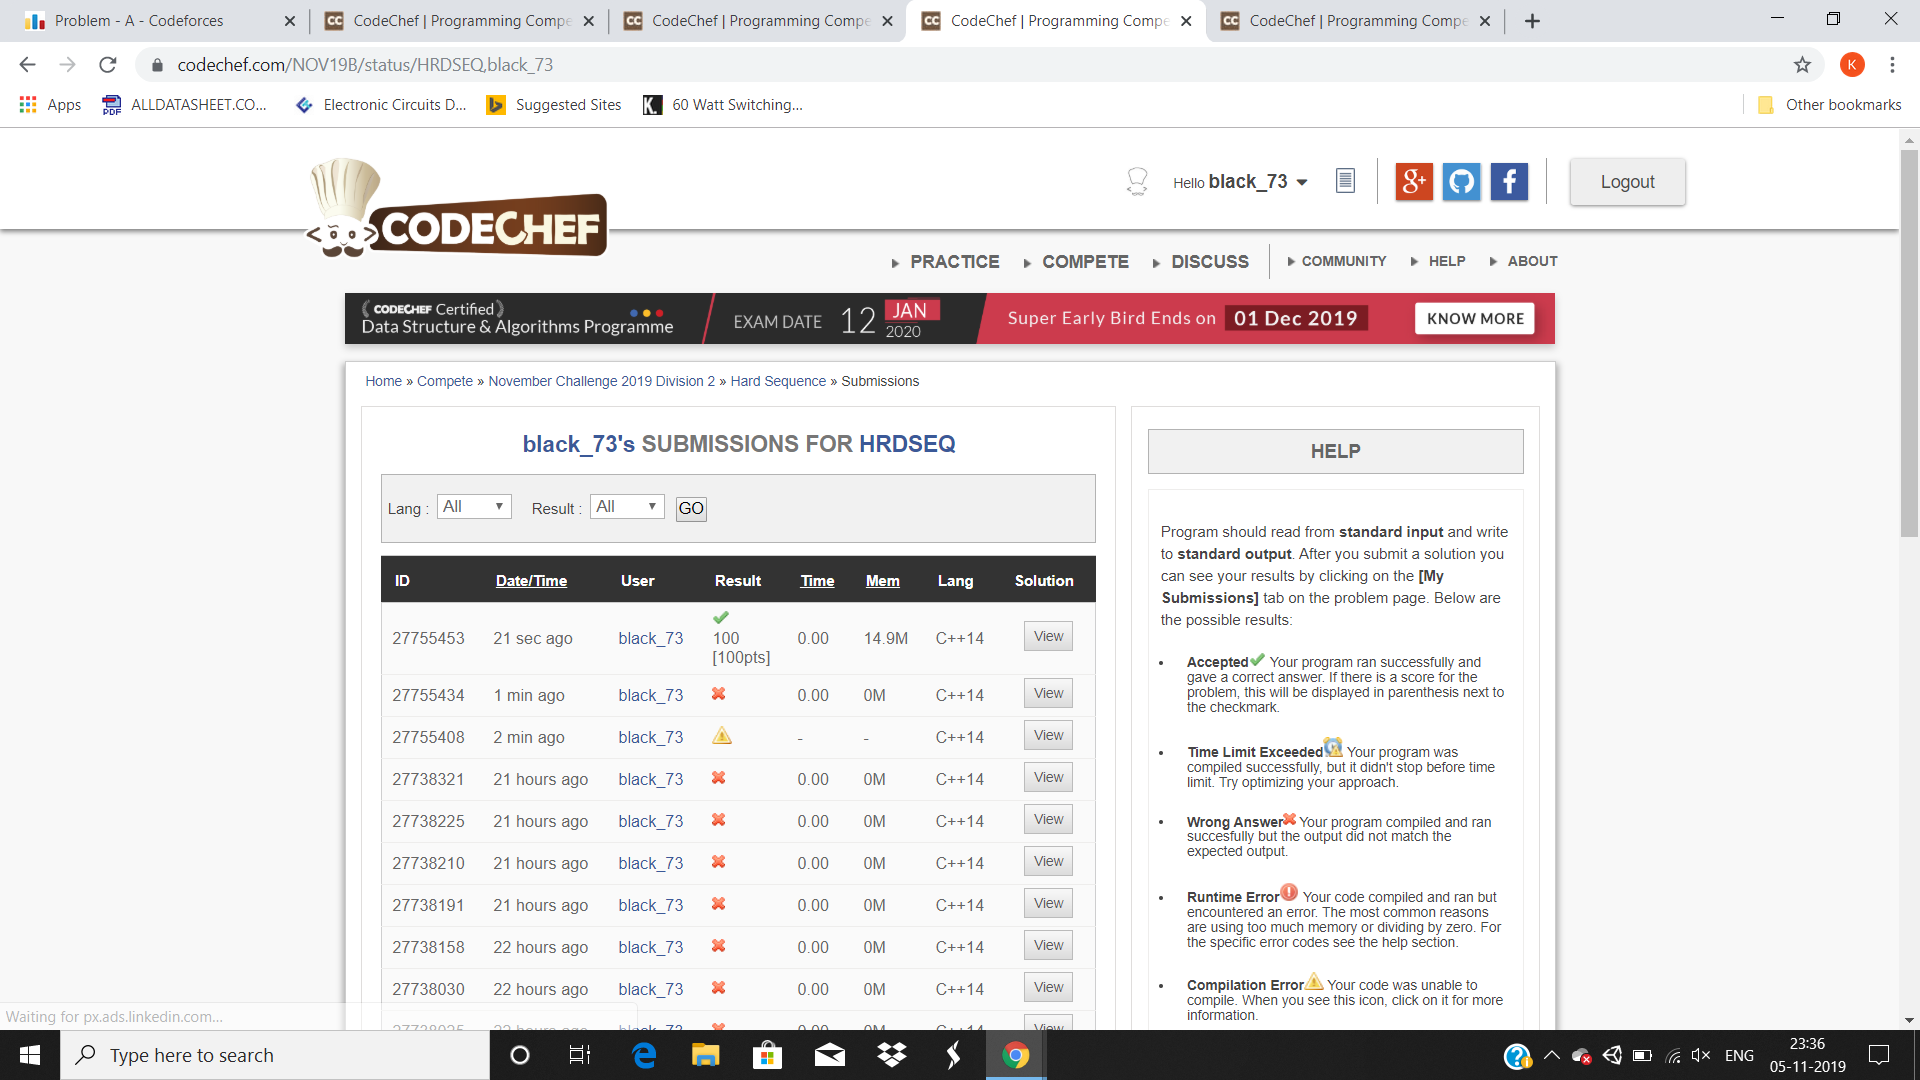 Problem - A - Codeforces
CodeChef | Programming Compe
CodeChef | Programming Compe
CodeChef | Programming Compe
CodeChef | Programming Compe
codechef.com/NOV19B/status/HRDSEQ,black_73
K
Apps
ALLDATASHEET.CO...
Electronic Circuits D...
Suggested Sites
60 Watt Switching...
Other bookmarks
CODECHEF
Hello black_73
Logout
PRACTICE
COMPETE
DISCUSS
COMMUNITY
HELP
ABOUT
CODECHEF Certified
Data Structure & Algorithms Programme
EXAM DATE 12 JAN 2020
Super Early Bird Ends on 01 Dec 2019
KNOW MORE
Home » Compete » November Challenge 2019 Division 2 » Hard Sequence » Submissions
black_73's SUBMISSIONS FOR HRDSEQ
Lang : All Result : All GO
ID Date/Time User Result Time Mem Lang Solution
27755453 21 sec ago black_73 100 [100pts] 0.00 14.9M C++14 View
27755434 1 min ago black_73 0.00 0M C++14 View
27755408 2 min ago black_73 - - C++14 View
27738321 21 hours ago black_73 0.00 0M C++14 View
27738225 21 hours ago black_73 0.00 0M C++14 View
27738210 21 hours ago black_73 0.00 0M C++14 View
27738191 21 hours ago black_73 0.00 0M C++14 View
27738158 22 hours ago black_73 0.00 0M C++14 View
27738030 22 hours ago black_73 0.00 0M C++14 View
HELP
Program should read from standard input and write
to standard output. After you submit a solution you
can see your results by clicking on the [My
Submissions] tab on the problem page. Below are
the possible results:
Accepted Your program ran successfully and
gave a correct answer. If there is a score for the
problem, this will be displayed in parenthesis next to
the checkmark.
Time Limit Exceeded Your program was
compiled successfully, but it didn't stop before time
limit. Try optimizing your approach.
Wrong Answer Your program compiled and ran
succesfully but the output did not match the
expected output.
Runtime Error Your code compiled and ran but
encountered an error. The most common reasons
are using too much memory or dividing by zero. For
the specific error codes see the help section.
Compilation Error Your code was unable to
compile. When you see this icon, click on it for more
information.
Waiting for px.ads.linkedin.com...
Type here to search
ENG
23:36
05-11-2019